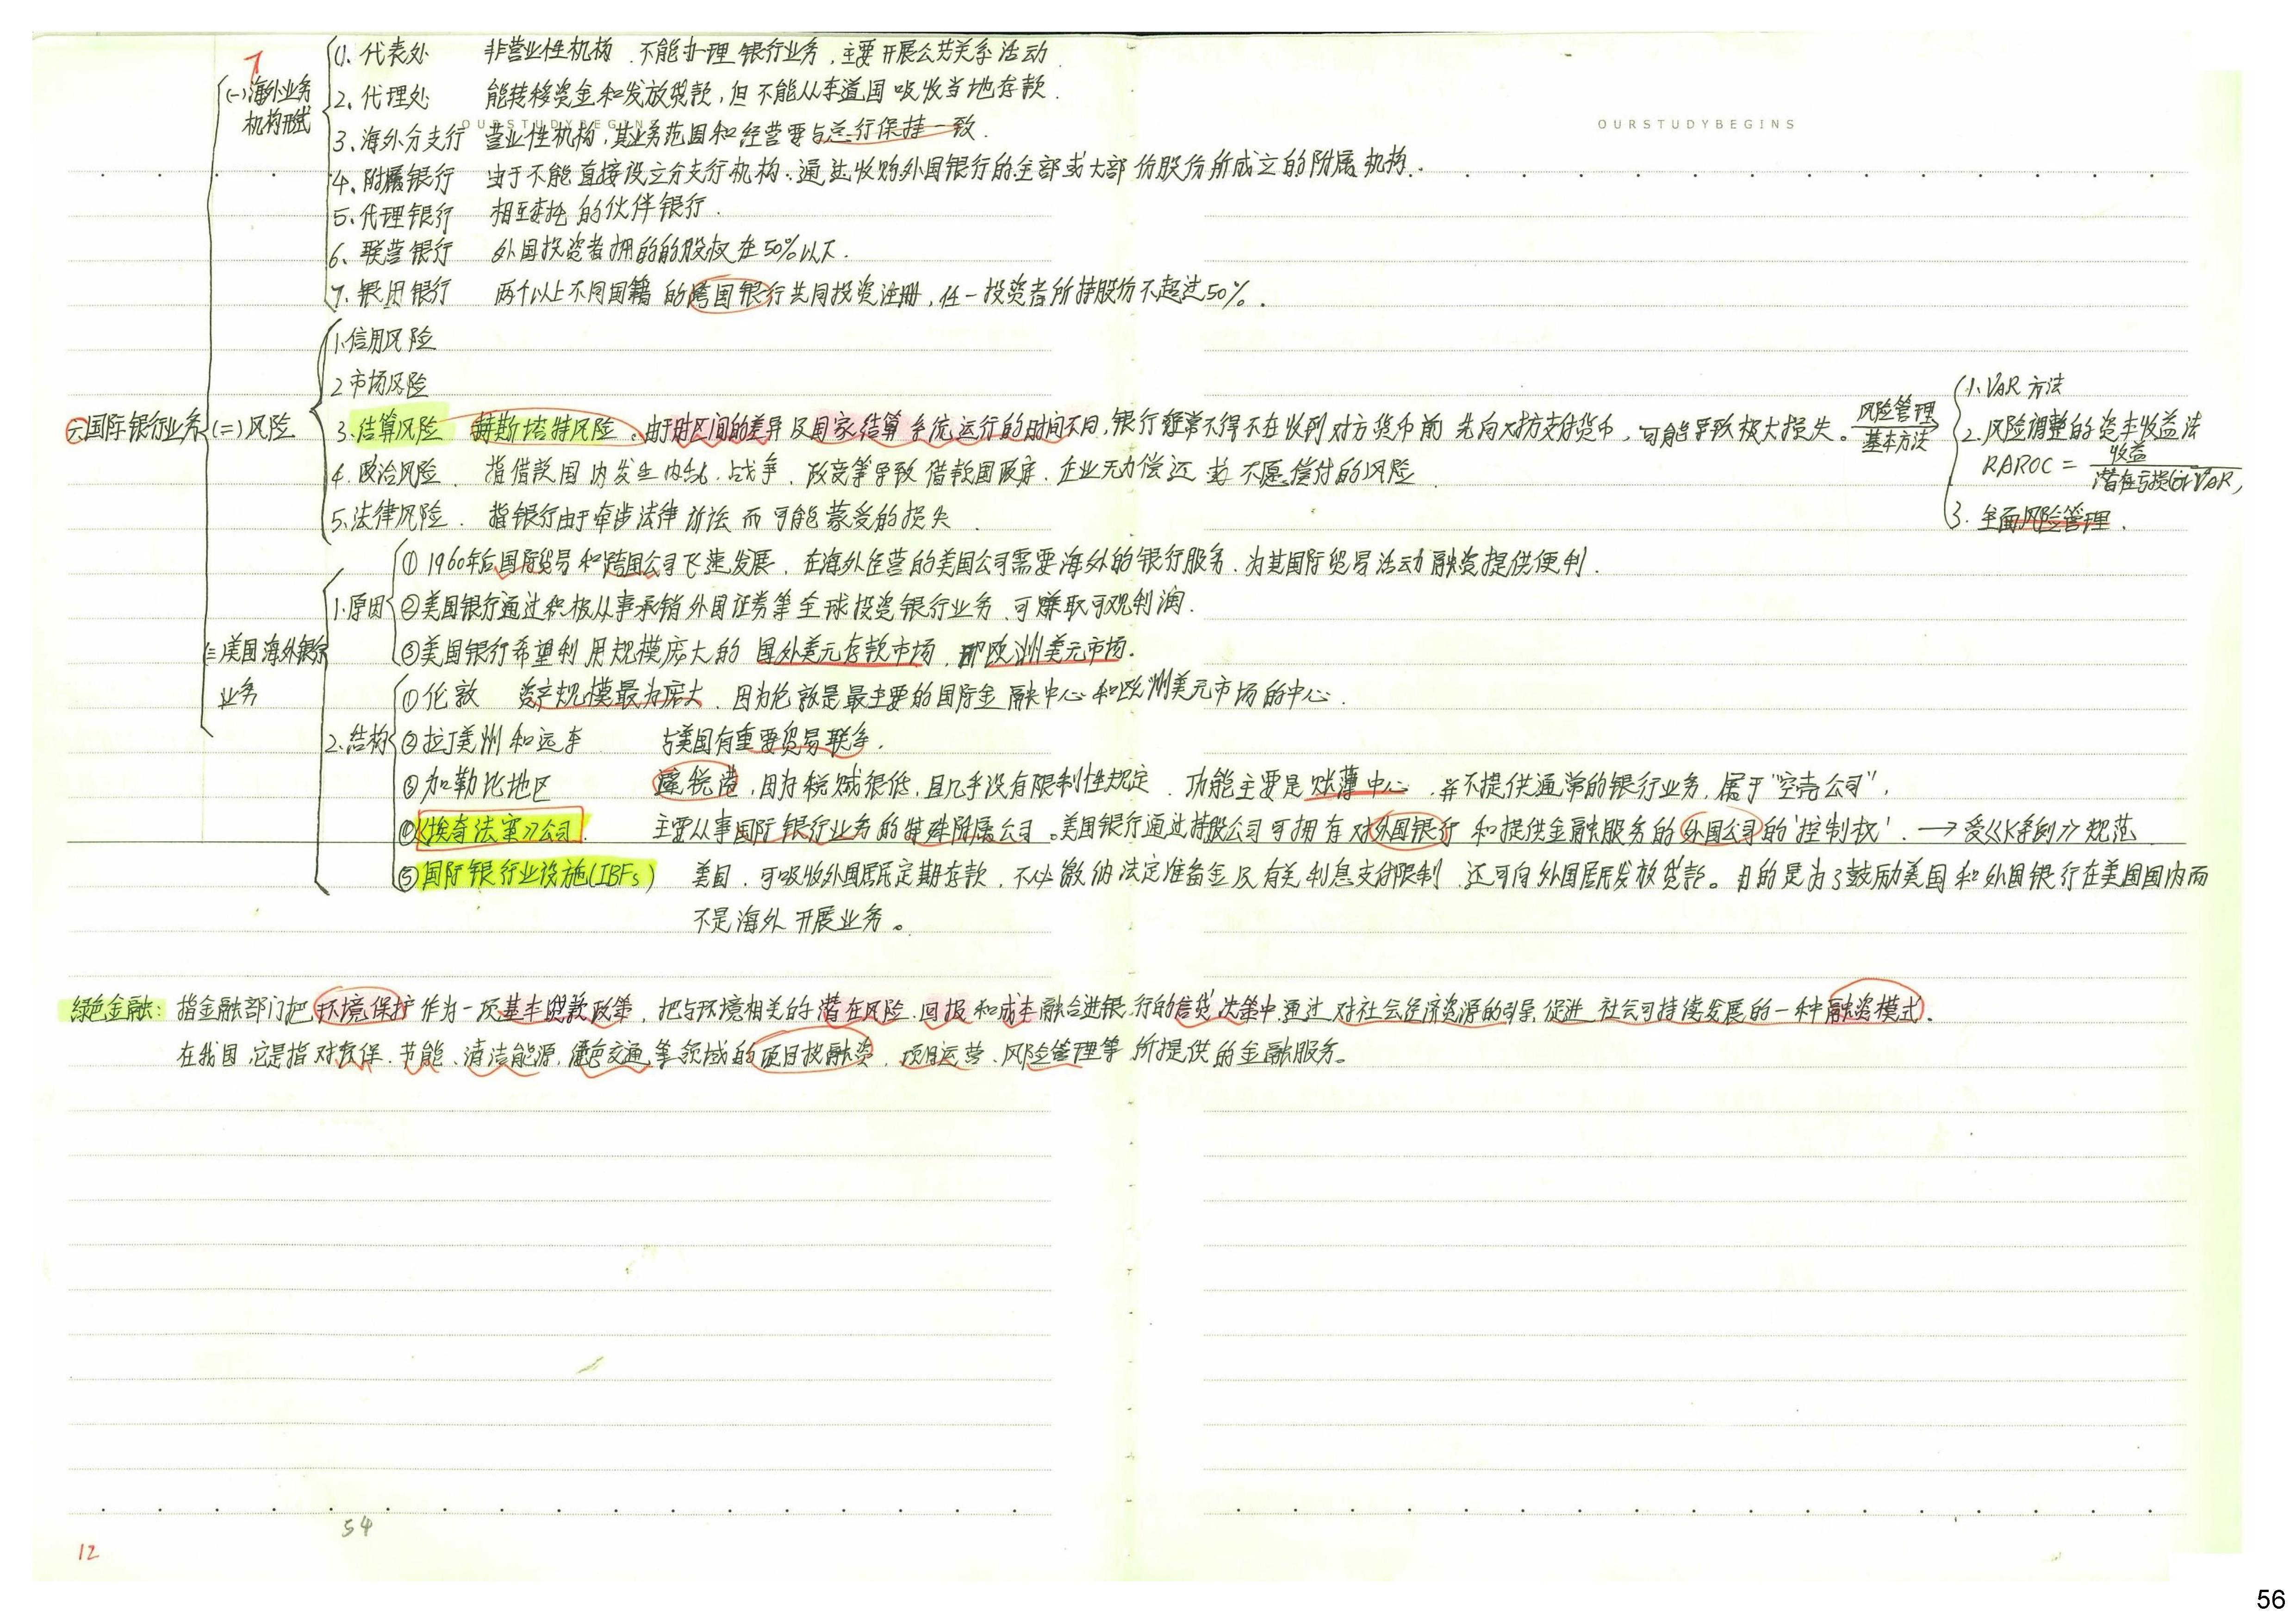 1. 代表处 非营业性机构，不能办理银行业务，主要开展公共关系活动
7
(一)海外业务
机构形式
2. 代理处 能转移资金和发放贷款，但不能从东道国吸收当地存款.
OURSTUDYBEGINS
OURSTUDYBEGINS
3. 海外分支行 营业性机构，其业务范围和经营要与总行保持一致.
4. 附属银行 由于不能直接设立分支行机构，通过收购外国银行的全部或大部份股份所成立的附属机构.
5. 代理银行 相互委托的伙伴银行.
6. 联营银行 外国投资者拥的的股权在50%以下.
7. 银团银行 两个以上不同国籍的跨国银行共同投资注册，任一投资者所持股份不超过50%.
六国际银行业务
(二)风险
1.信用风险
2市场风险
3.结算风险 赫斯塔特风险。由于时区间的差异及国家结算系统运行的时间不同，银行经常不得不在收到对方货币前先向对方支付货币，可能导致极大损失。
风险管理
基本方法
1. VAR方法
2. 风险调整的资本收益法
RAROC = 收益 / 潜在亏损(或VAR)
3. 全面风险管理.
4. 政治风险. 指借款国内发生内乱、战争、政变等导致借款国政府、企业无力偿还或不愿偿付的风险
5.法律风险. 指银行由于牵涉法律诉讼而可能蒙受的损失.
三美国海外银行
业务
1.原因
①1960年后国际贸易和跨国公司飞速发展，在海外经营的美国公司需要海外的银行服务，为其国际贸易活动融资提供便利.
②美国银行通过积极从事承销外国证券等全球投资银行业务，可赚取可观利润.
③美国银行希望利用规模庞大的国外美元存款市场，即欧洲美元市场.
2.结构
①伦敦 资产规模最为庞大，因为伦敦是最主要的国际金融中心和欧洲美元市场的中心.
②拉丁美洲和远东 与美国有重要贸易联系.
③加勒比地区 避税港，因为税赋很低，且几乎没有限制性规定，功能主要是账薄中心，并不提供通常的银行业务，属于"空壳公司".
④《埃奇法案》公司. 主要从事国际银行业务的特殊附属公司。美国银行通过持股公司可拥有对外国银行和提供金融服务的外国公司的'控制权'. → 受《K条例》规范
⑤国际银行业设施(IBFs) 美国，可吸收外国居民定期存款，不必缴纳法定准备金及有关利息支付限制，还可向外国居民发放贷款。目的是为了鼓励美国和外国银行在美国国内而
不是海外开展业务。
绿色金融：指金融部门把环境保护作为一项基本贷款政策，把与环境相关的潜在风险、回报和成本融合进银行的信贷决策中，通过对社会经济资源的引导，促进社会可持续发展的一种融资模式.
在我国，它是指对环保、节能、清洁能源、绿色交通等领域的项目投融资、项目运营、风险管理等所提供的金融服务。
54
12
56